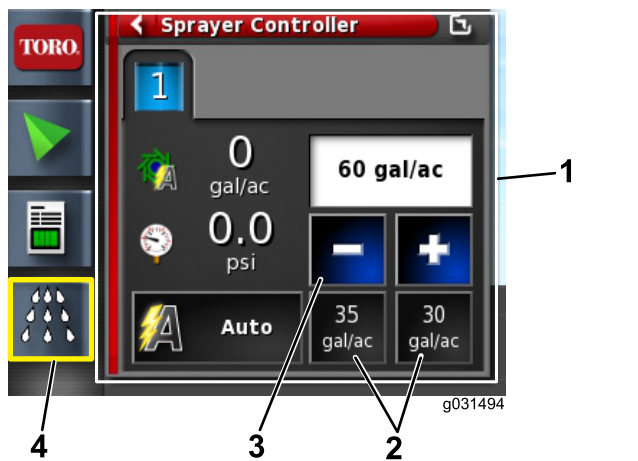 TORO.
Sprayer Controller
1
0
gal/ac
60 gal/ac
0.0
psi
A
Auto
35
gal/ac
30
gal/ac
g031494
1
2
3
4